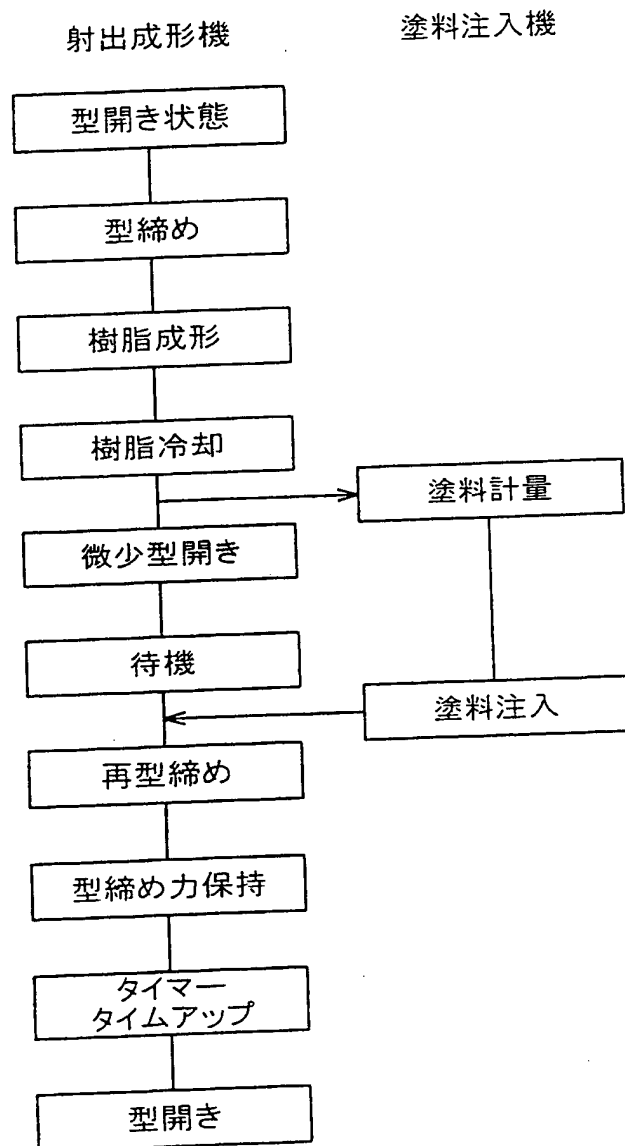 射出成形機
塗料注入機
型開き状態
型締め
樹脂成形
樹脂冷却
塗料計量
微少型開き
待機
塗料注入
再型締め
型締め力保持
タイマー
タイムアップ
型開き